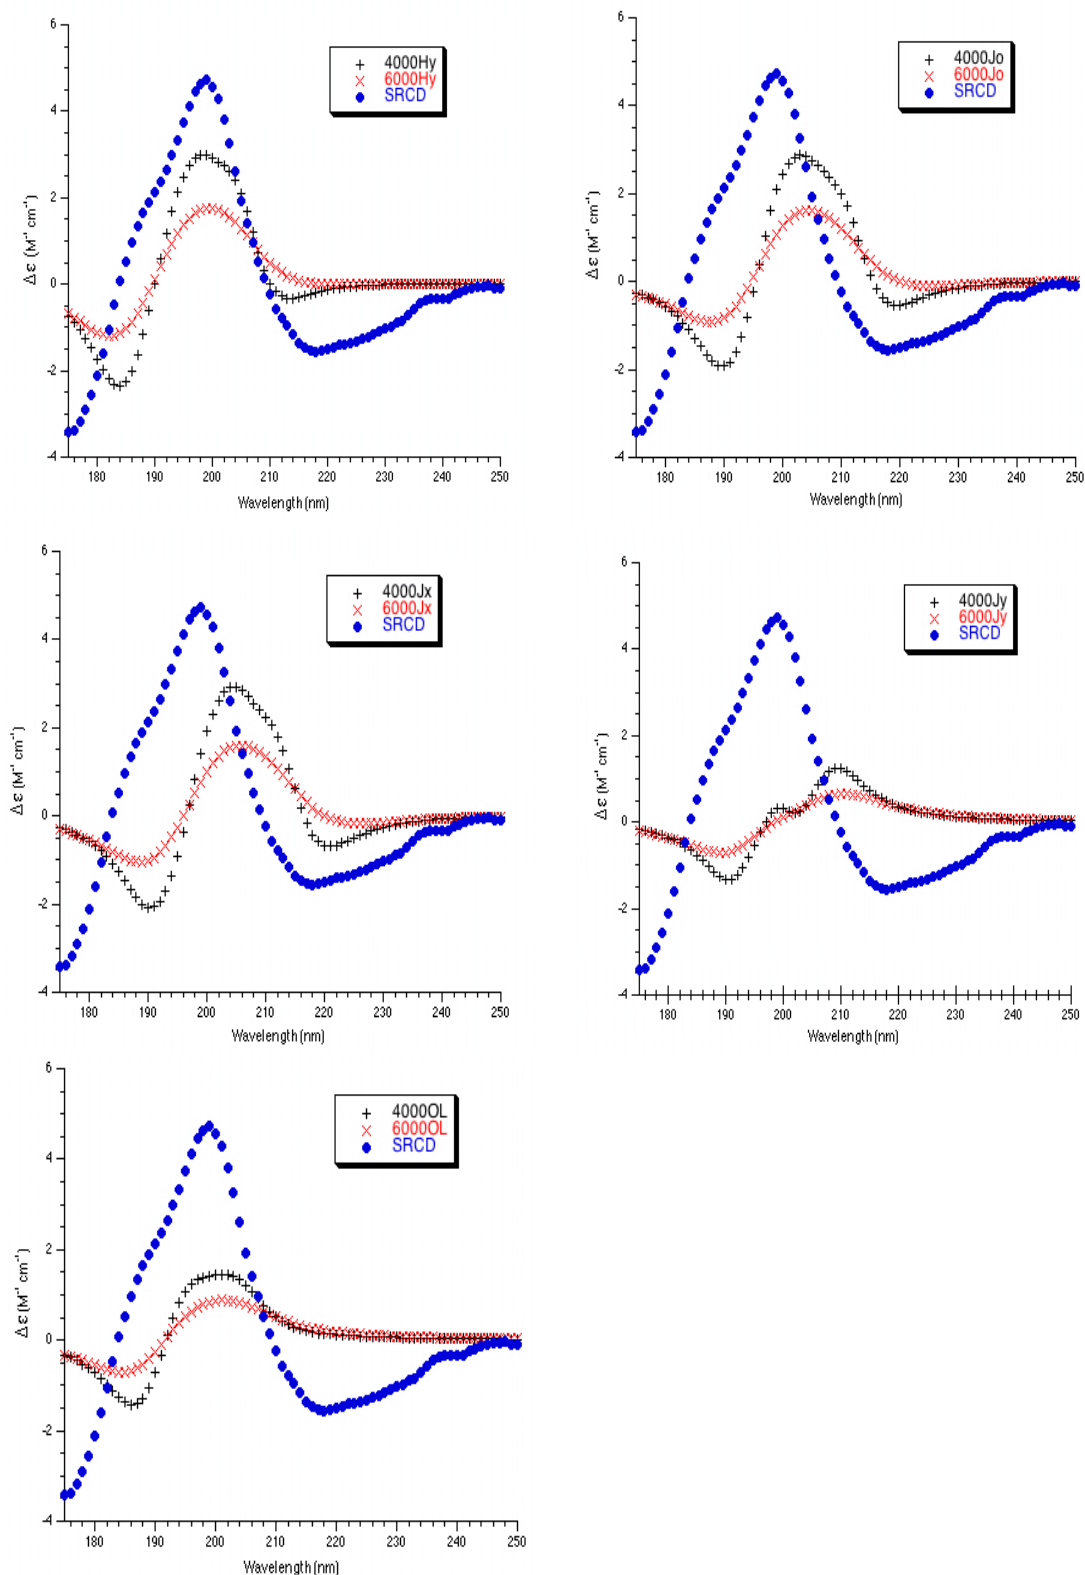 6
4
2
0
-2
-4
Δε (M⁻¹ cm⁻¹)
4000Hy
6000Hy
SRCD
180 190 200 210 220 230 240 250
Wavelength (nm)
6
4
2
0
-2
-4
Δε (M⁻¹ cm⁻¹)
4000Jo
6000Jo
SRCD
180 190 200 210 220 230 240 250
Wavelength (nm)
6
4
2
0
-2
-4
Δε (M⁻¹ cm⁻¹)
4000Jx
6000Jx
SRCD
180 190 200 210 220 230 240 250
Wavelength (nm)
6
4
2
0
-2
-4
Δε (M⁻¹ cm⁻¹)
4000Jy
6000Jy
SRCD
180 190 200 210 220 230 240 250
Wavelength (nm)
6
4
2
0
-2
-4
Δε (M⁻¹ cm⁻¹)
4000OL
6000OL
SRCD
180 190 200 210 220 230 240 250
Wavelength (nm)